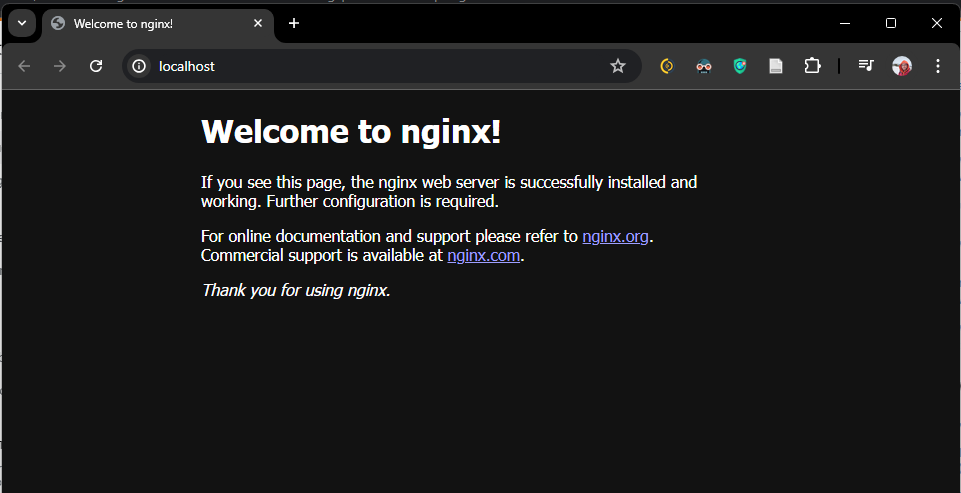 Welcome to nginx!
localhost
Welcome to nginx!
If you see this page, the nginx web server is successfully installed and
working. Further configuration is required.
For online documentation and support please refer to nginx.org.
Commercial support is available at nginx.com.
Thank you for using nginx.